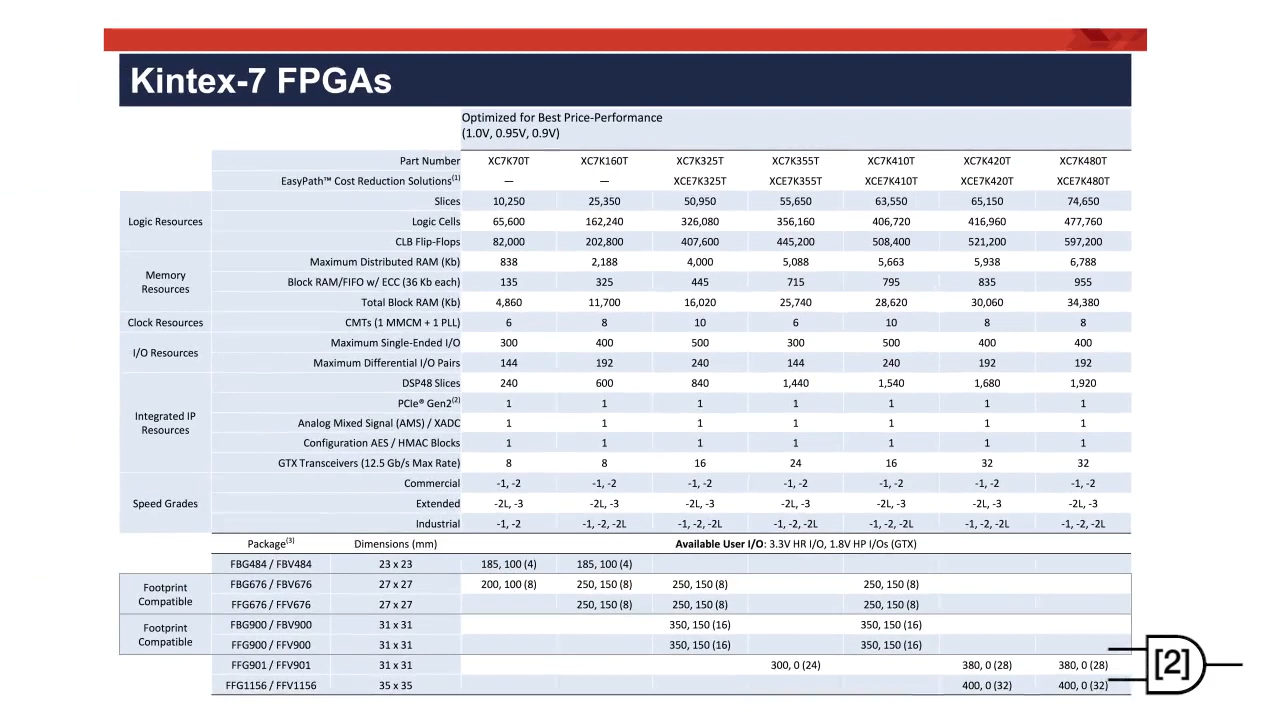 Kintex-7 FPGAs
Optimized for Best Price-Performance
(1.0V, 0.95V, 0.9V)
Part Number XC7K70T XC7K160T XC7K325T XC7K355T XC7K410T XC7K420T XC7K480T
EasyPath™ Cost Reduction Solutions(1) — — XCE7K325T XCE7K355T XCE7K410T XCE7K420T XCE7K480T
Logic Resources
Slices 10,250 25,350 50,950 55,650 63,550 65,150 74,650
Logic Cells 65,600 162,240 326,080 356,160 406,720 416,960 477,760
CLB Flip-Flops 82,000 202,800 407,600 445,200 508,400 521,200 597,200
Memory
Resources
Maximum Distributed RAM (Kb) 838 2,188 4,000 5,088 5,663 5,938 6,788
Block RAM/FIFO w/ ECC (36 Kb each) 135 325 445 715 795 835 955
Total Block RAM (Kb) 4,860 11,700 16,020 25,740 28,620 30,060 34,380
Clock Resources
CMTs (1 MMCM + 1 PLL) 6 8 10 6 10 8 8
I/O Resources
Maximum Single-Ended I/O 300 400 500 300 500 400 400
Maximum Differential I/O Pairs 144 192 240 144 240 192 192
Integrated IP
Resources
DSP48 Slices 240 600 840 1,440 1,540 1,680 1,920
PCIe® Gen2(2) 1 1 1 1 1 1 1
Analog Mixed Signal (AMS) / XADC 1 1 1 1 1 1 1
Configuration AES / HMAC Blocks 1 1 1 1 1 1 1
GTX Transceivers (12.5 Gb/s Max Rate) 8 8 16 24 16 32 32
Speed Grades
Commercial -1, -2 -1, -2 -1, -2 -1, -2 -1, -2 -1, -2 -1, -2
Extended -2L, -3 -2L, -3 -2L, -3 -2L, -3 -2L, -3 -2L, -3 -2L, -3
Industrial -1, -2 -1, -2, -2L -1, -2, -2L -1, -2, -2L -1, -2, -2L -1, -2, -2L -1, -2, -2L
Package(3) Dimensions (mm) Available User I/O: 3.3V HR I/O, 1.8V HP I/Os (GTX)
FBG484 / FBV484 23 x 23 185, 100 (4) 185, 100 (4)
Footprint
Compatible
FBG676 / FBV676 27 x 27 200, 100 (8) 250, 150 (8) 250, 150 (8) 250, 150 (8)
FFG676 / FFV676 27 x 27 250, 150 (8) 250, 150 (8) 250, 150 (8)
Footprint
Compatible
FBG900 / FBV900 31 x 31 350, 150 (16) 350, 150 (16)
FFG900 / FFV900 31 x 31 350, 150 (16) 350, 150 (16)
FFG901 / FFV901 31 x 31 300, 0 (24) 380, 0 (28) 380, 0 (28)
FFG1156 / FFV1156 35 x 35 400, 0 (32) 400, 0 (32)
[2]